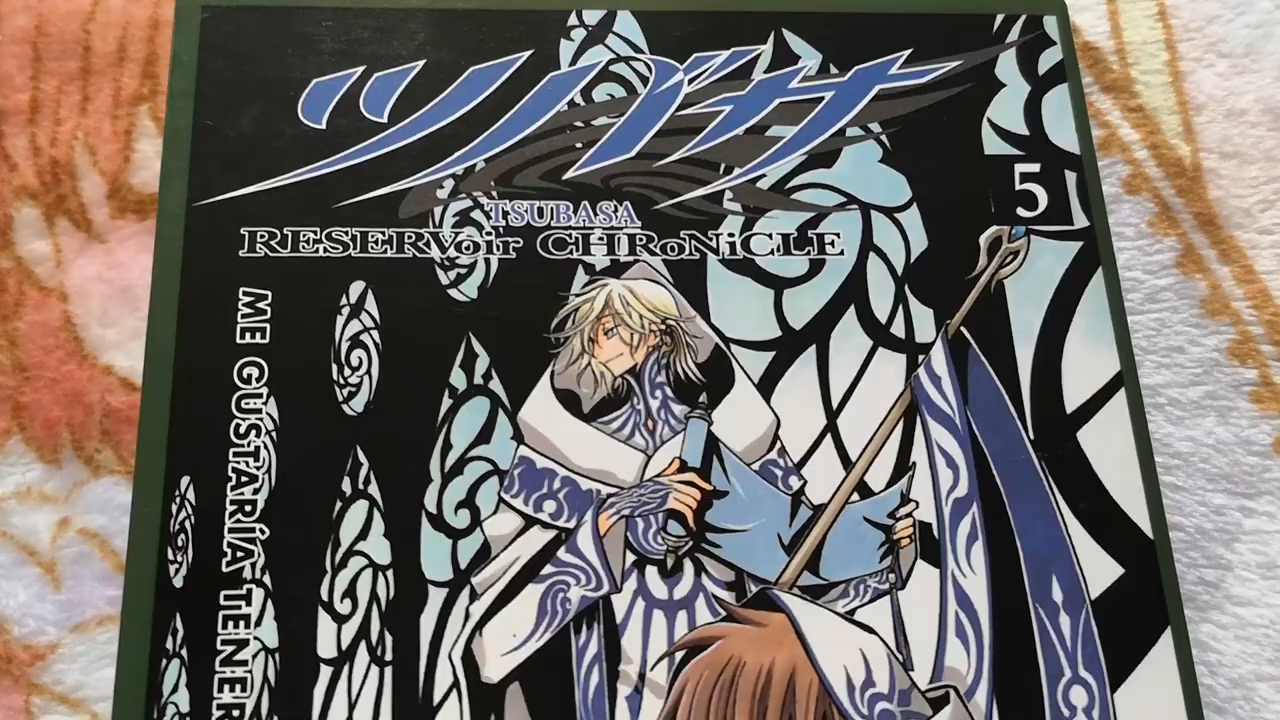 ツバサ
TSUBASA
RESERVoir CHRoNiCLE
5
ME GUSTARÍA TENER